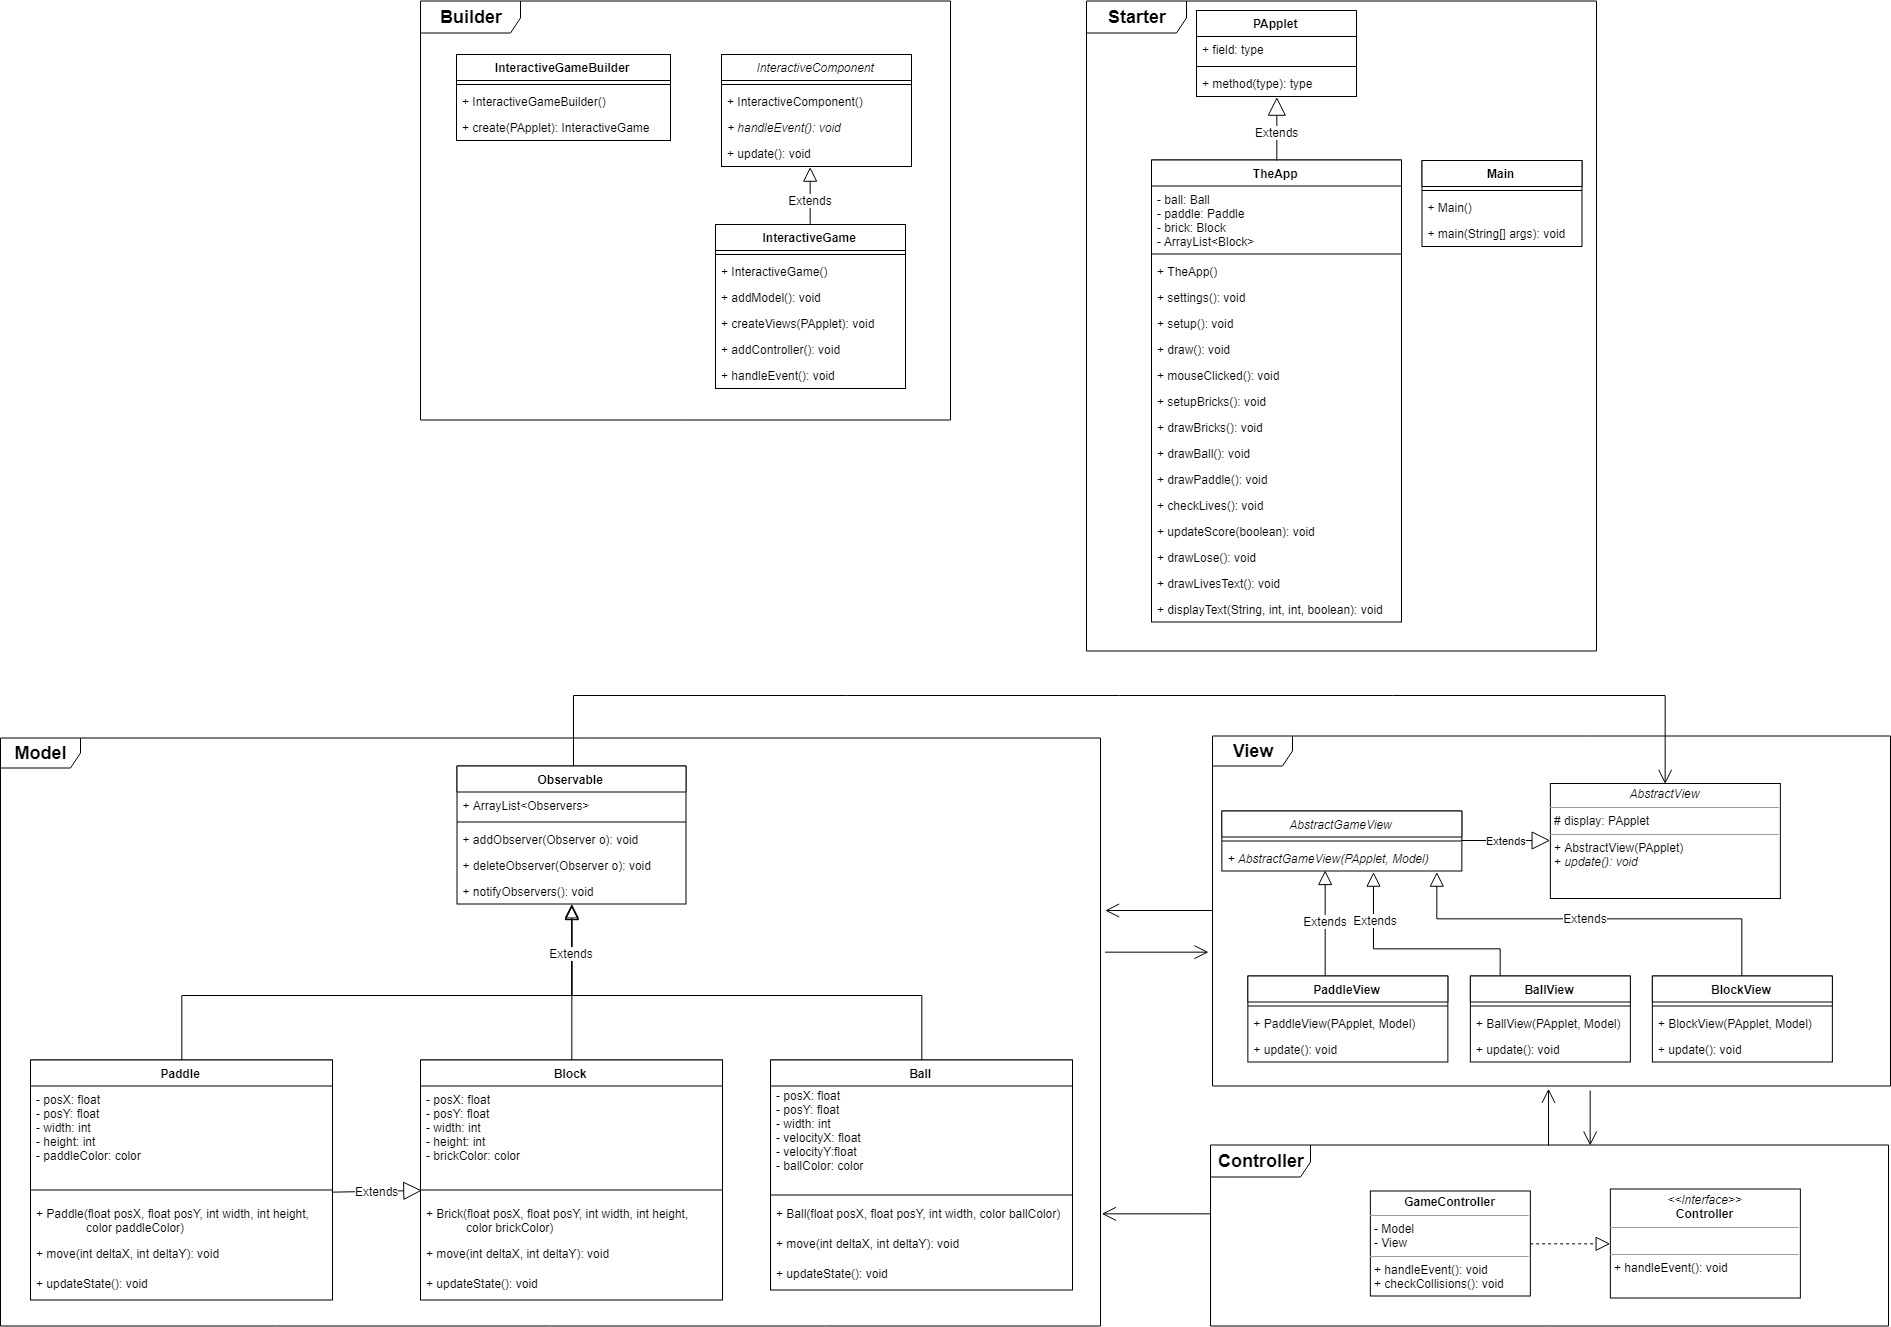 Builder
InteractiveGameBuilder
+ InteractiveGameBuilder()
+ create(PApplet): InteractiveGame
InteractiveComponent
+ InteractiveComponent()
+ handleEvent(): void
+ update(): void
Extends
InteractiveGame
+ InteractiveGame()
+ addModel(): void
+ createViews(PApplet): void
+ addController(): void
+ handleEvent(): void
Starter
PApplet
+ field: type
+ method(type): type
Extends
TheApp
- ball: Ball
- paddle: Paddle
- brick: Block
- ArrayList<Block>
+ TheApp()
+ settings(): void
+ setup(): void
+ draw(): void
+ mouseClicked(): void
+ setupBricks(): void
+ drawBricks(): void
+ drawBall(): void
+ drawPaddle(): void
+ checkLives(): void
+ updateScore(boolean): void
+ drawLose(): void
+ drawLivesText(): void
+ displayText(String, int, int, boolean): void
Main
+ Main()
+ main(String[] args): void
Model
Observable
+ ArrayList<Observers>
+ addObserver(Observer o): void
+ deleteObserver(Observer o): void
+ notifyObservers(): void
Extends
Paddle
- posX: float
- posY: float
- width: int
- height: int
- paddleColor: color
+ Paddle(float posX, float posY, int width, int height,
color paddleColor)
+ move(int deltaX, int deltaY): void
+ updateState(): void
Extends
Block
- posX: float
- posY: float
- width: int
- height: int
- brickColor: color
+ Brick(float posX, float posY, int width, int height,
color brickColor)
+ move(int deltaX, int deltaY): void
+ updateState(): void
Ball
- posX: float
- posY: float
- width: int
- velocityX: float
- velocityY:float
- ballColor: color
+ Ball(float posX, float posY, int width, color ballColor)
+ move(int deltaX, int deltaY): void
+ updateState(): void
View
AbstractGameView
+ AbstractGameView(PApplet, Model)
Extends
AbstractView
# display: PApplet
+ AbstractView(PApplet)
+ update(): void
Extends
Extends
Extends
PaddleView
+ PaddleView(PApplet, Model)
+ update(): void
BallView
+ BallView(PApplet, Model)
+ update(): void
BlockView
+ BlockView(PApplet, Model)
+ update(): void
Controller
GameController
- Model
- View
+ handleEvent(): void
+ checkCollisions(): void
<<Interface>>
Controller
+ handleEvent(): void